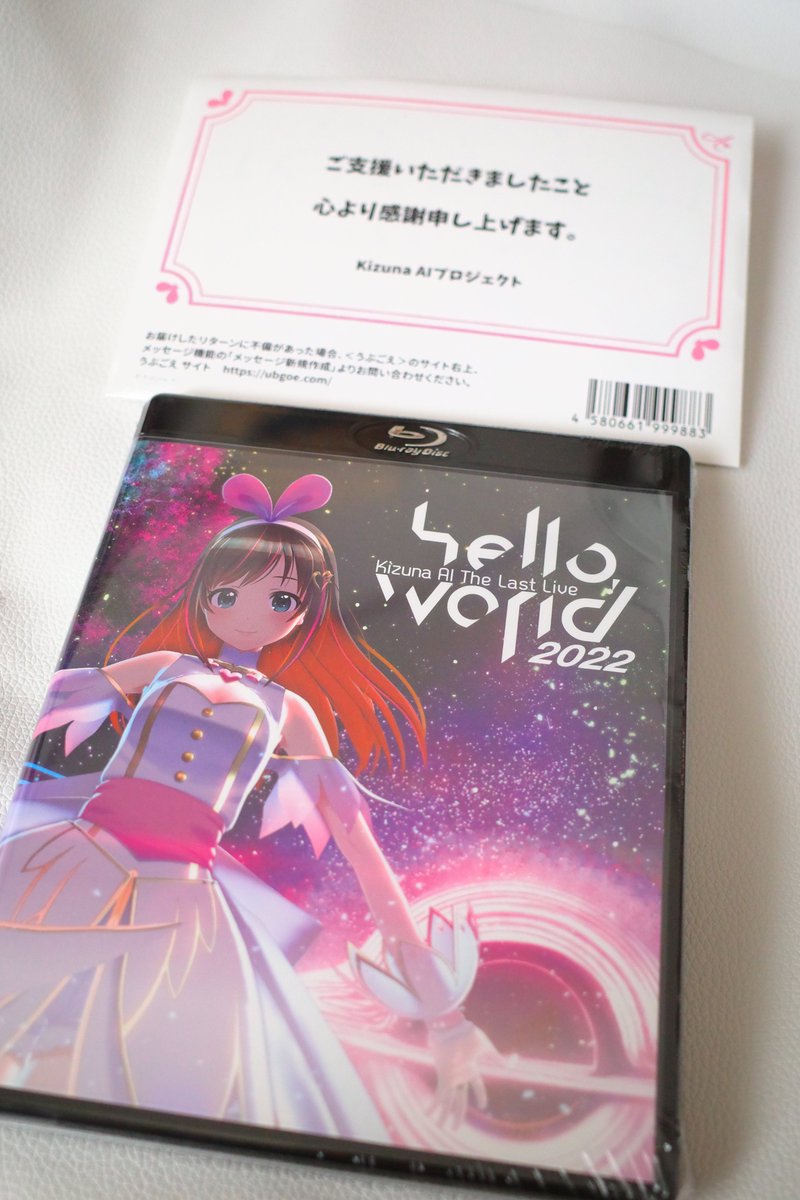 ご支援いただきましたこと
心より感謝申し上げます。
Kizuna AIプロジェクト
お届けしたリターンに不備があった場合、＜うぶごえ＞のサイト右上、
メッセージ機能の「メッセージ新規作成」よりお問い合わせください。
うぶごえ サイト　https://ubgoe.com/
4 580661 999883
Blu-ray Disc
hello,
Kizuna AI The Last Live
world
2022